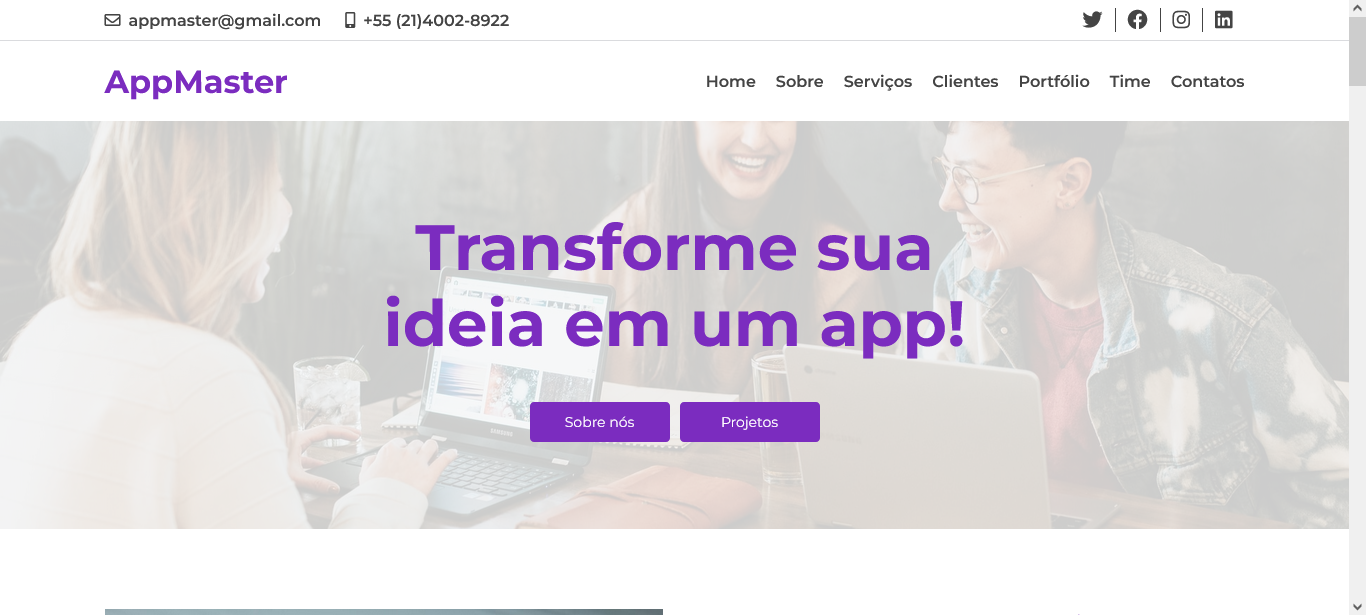 appmaster@gmail.com +55 (21)4002-8922
AppMaster
Home Sobre Serviços Clientes Portfólio Time Contatos
Transforme sua
ideia em um app!
SAMSUNG
Sobre nós Projetos